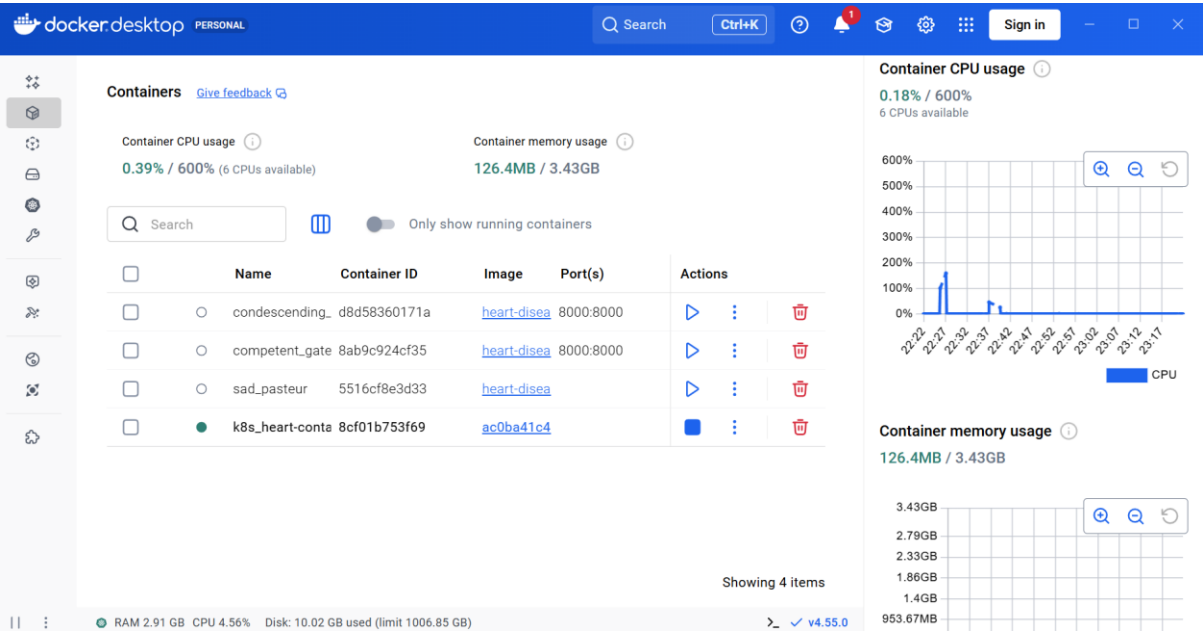 docker.desktop PERSONAL
Search Ctrl+K
1
Sign in
Containers Give feedback
Container CPU usage
0.39% / 600% (6 CPUs available)
Container memory usage
126.4MB / 3.43GB
Search
Only show running containers
Name Container ID Image Port(s) Actions
condescending_ d8d58360171a heart-disea 8000:8000
competent_gate 8ab9c924cf35 heart-disea 8000:8000
sad_pasteur 5516cf8e3d33 heart-disea
k8s_heart-conta 8cf01b753f69 ac0ba41c4
Showing 4 items
RAM 2.91 GB CPU 4.56% Disk: 10.02 GB used (limit 1006.85 GB)
>_ v4.55.0
Container CPU usage
0.18% / 600%
6 CPUs available
600%
500%
400%
300%
200%
100%
0%
22:22 22:27 22:32 22:37 22:42 22:47 22:52 22:57 23:02 23:07 23:12 23:17
CPU
Container memory usage
126.4MB / 3.43GB
3.43GB
2.79GB
2.33GB
1.86GB
1.4GB
953.67MB